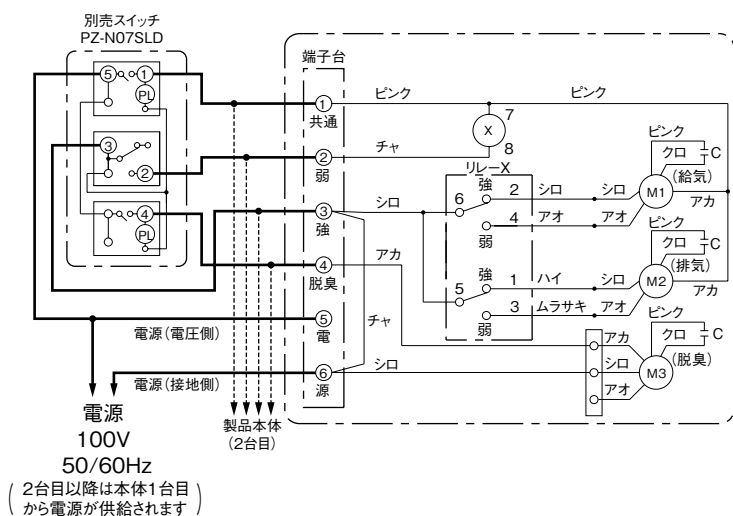 別売スイッチ
PZ-N07SLD
5
1
PL
3
2
4
PL
端子台
1
共通
2
弱
3
強
4
脱臭
5
電
6
源
ピンク
ピンク
チャ
シロ
アカ
チャ
シロ
X
7
8
リレーX
6
強
2
シロ
シロ
4
アオ
アオ
弱
5
強
1
ハイ
シロ
3
ムラサキ
アオ
弱
ピンク
クロ
C
M1
(給気)
アカ
ピンク
クロ
C
M2
(排気)
アカ
ピンク
クロ
C
M3
(脱臭)
アカ
シロ
アオ
電源(電圧側)
電源(接地側)
製品本体
(2台目)
電源
100V
50/60Hz
(2台目以降は本体1台目
から電源が供給されます)